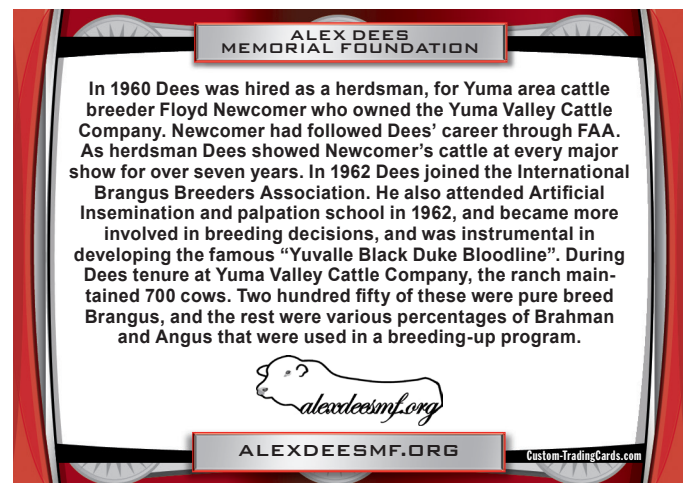 ALEX DEES
MEMORIAL FOUNDATION
In 1960 Dees was hired as a herdsman, for Yuma area cattle
breeder Floyd Newcomer who owned the Yuma Valley Cattle
Company. Newcomer had followed Dees’ career through FAA.
As herdsman Dees showed Newcomer’s cattle at every major
show for over seven years. In 1962 Dees joined the International
Brangus Breeders Association. He also attended Artificial
Insemination and palpation school in 1962, and became more
involved in breeding decisions, and was instrumental in
developing the famous “Yuvalle Black Duke Bloodline”. During
Dees tenure at Yuma Valley Cattle Company, the ranch main-
tained 700 cows. Two hundred fifty of these were pure breed
Brangus, and the rest were various percentages of Brahman
and Angus that were used in a breeding-up program.
alexdeesmf.org
ALEXDEESMF.ORG
Custom-TradingCards.com